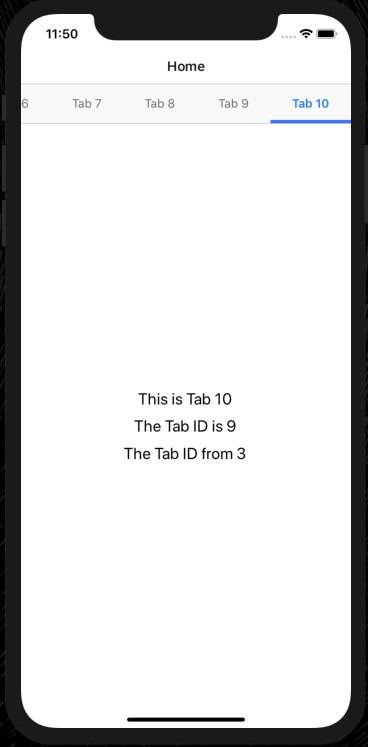 11:50
Home
6 Tab 7 Tab 8 Tab 9 Tab 10
This is Tab 10
The Tab ID is 9
The Tab ID from 3